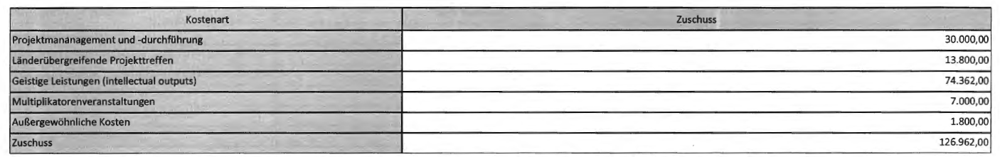 Kostenart Zuschuss
Projektmananagement und -durchführung 30.000,00
Länderübergreifende Projekttreffen 13.800,00
Geistige Leistungen (intellectual outputs) 74.362,00
Multiplikatorenveranstaltungen 7.000,00
Außergewöhnliche Kosten 1.800,00
Zuschuss 126.962,00